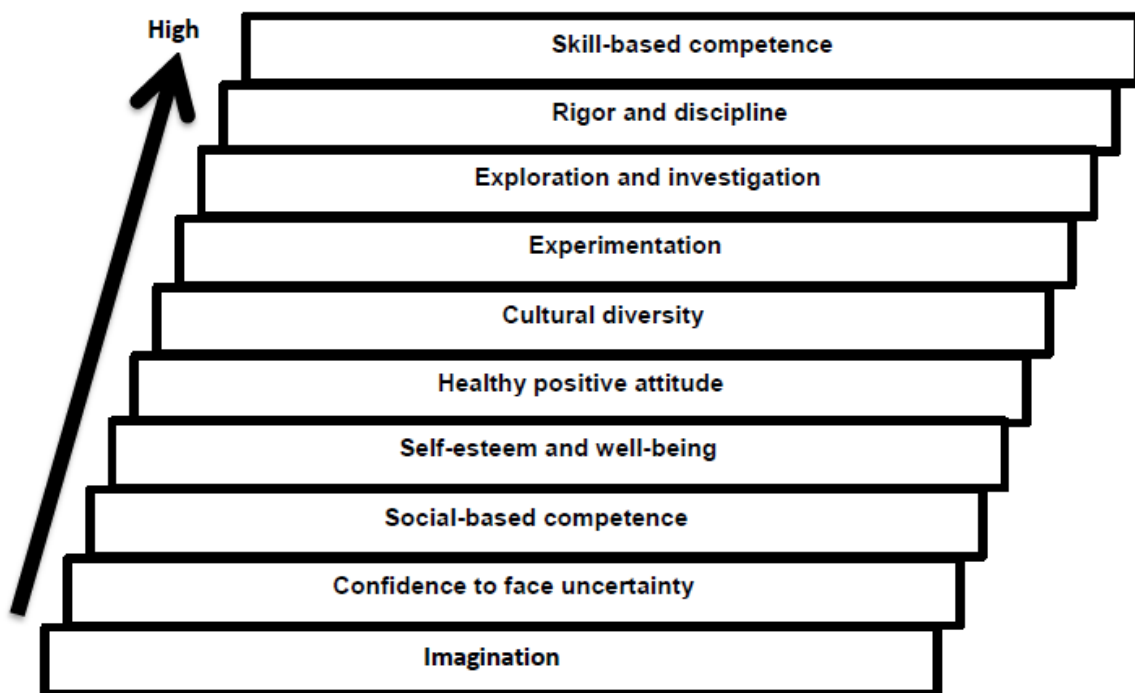 High
Skill-based competence
Rigor and discipline
Exploration and investigation
Experimentation
Cultural diversity
Healthy positive attitude
Self-esteem and well-being
Social-based competence
Confidence to face uncertainty
Imagination